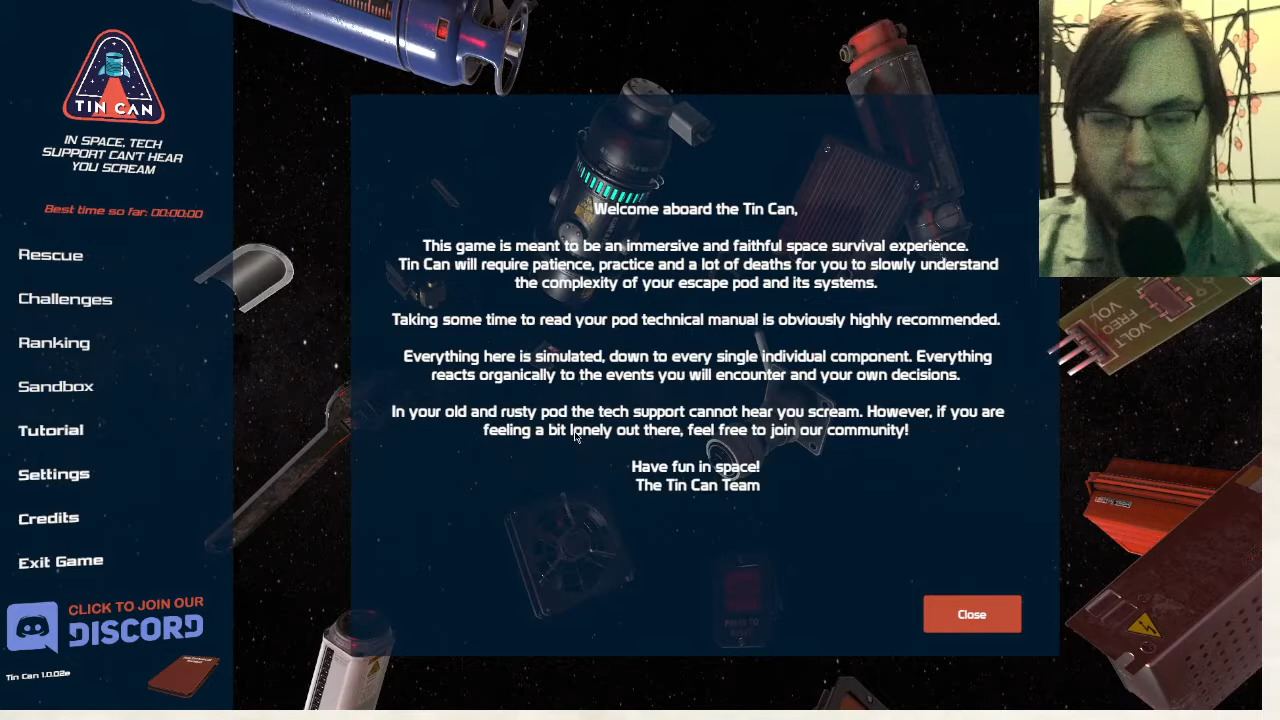 TIN CAN
IN SPACE, TECH
SUPPORT CAN'T HEAR
YOU SCREAM
Best time so far: 00:00:00
Rescue
Challenges
Ranking
Sandbox
Tutorial
Settings
Credits
Exit Game
CLICK TO JOIN OUR
DISCORD
Tin Can 1.0.02e
Welcome aboard the Tin Can,
This game is meant to be an immersive and faithful space survival experience.
Tin Can will require patience, practice and a lot of deaths for you to slowly understand
the complexity of your escape pod and its systems.
Taking some time to read your pod technical manual is obviously highly recommended.
Everything here is simulated, down to every single individual component. Everything
reacts organically to the events you will encounter and your own decisions.
In your old and rusty pod the tech support cannot hear you scream. However, if you are
feeling a bit lonely out there, feel free to join our community!
Have fun in space!
The Tin Can Team
Close
VOLT
FREQ
VOL
PRESS TO